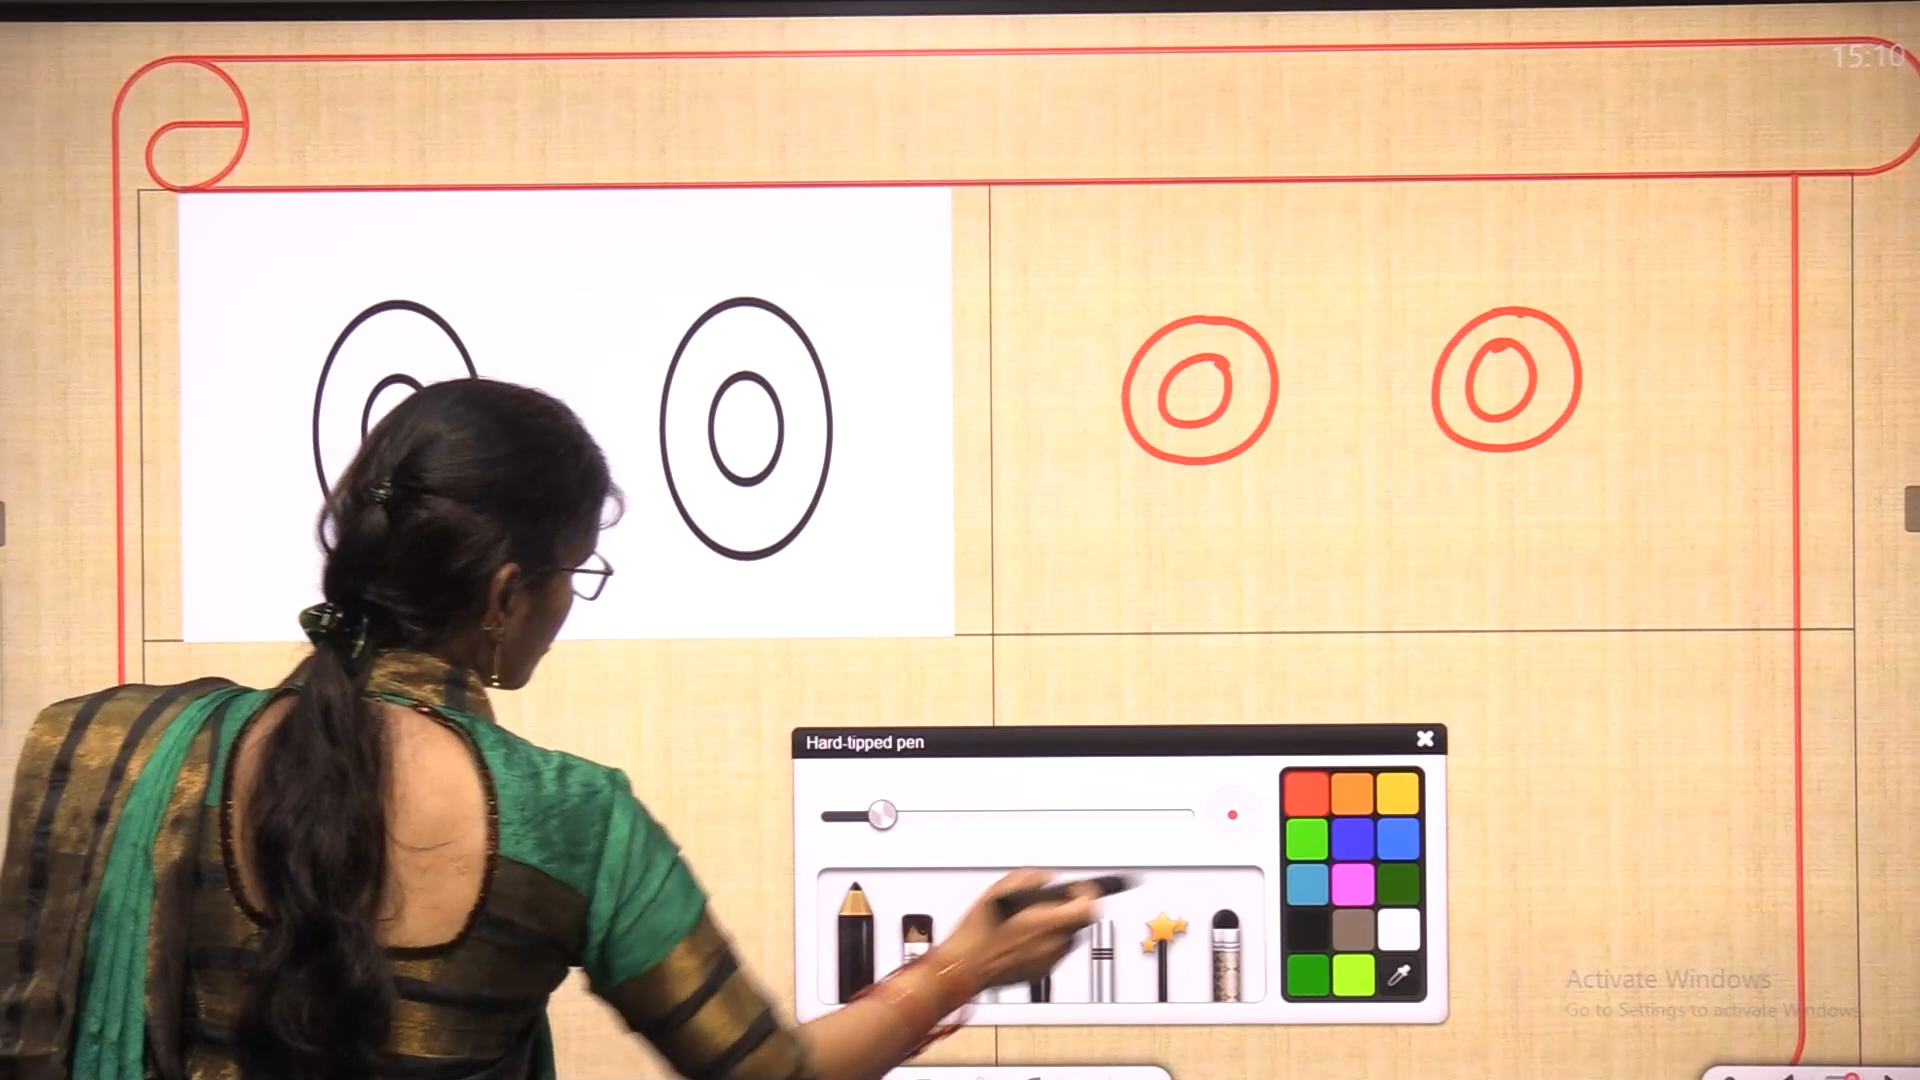 15:10
Hard-tipped pen
Activate Windows
Go to Settings to activate Windows.